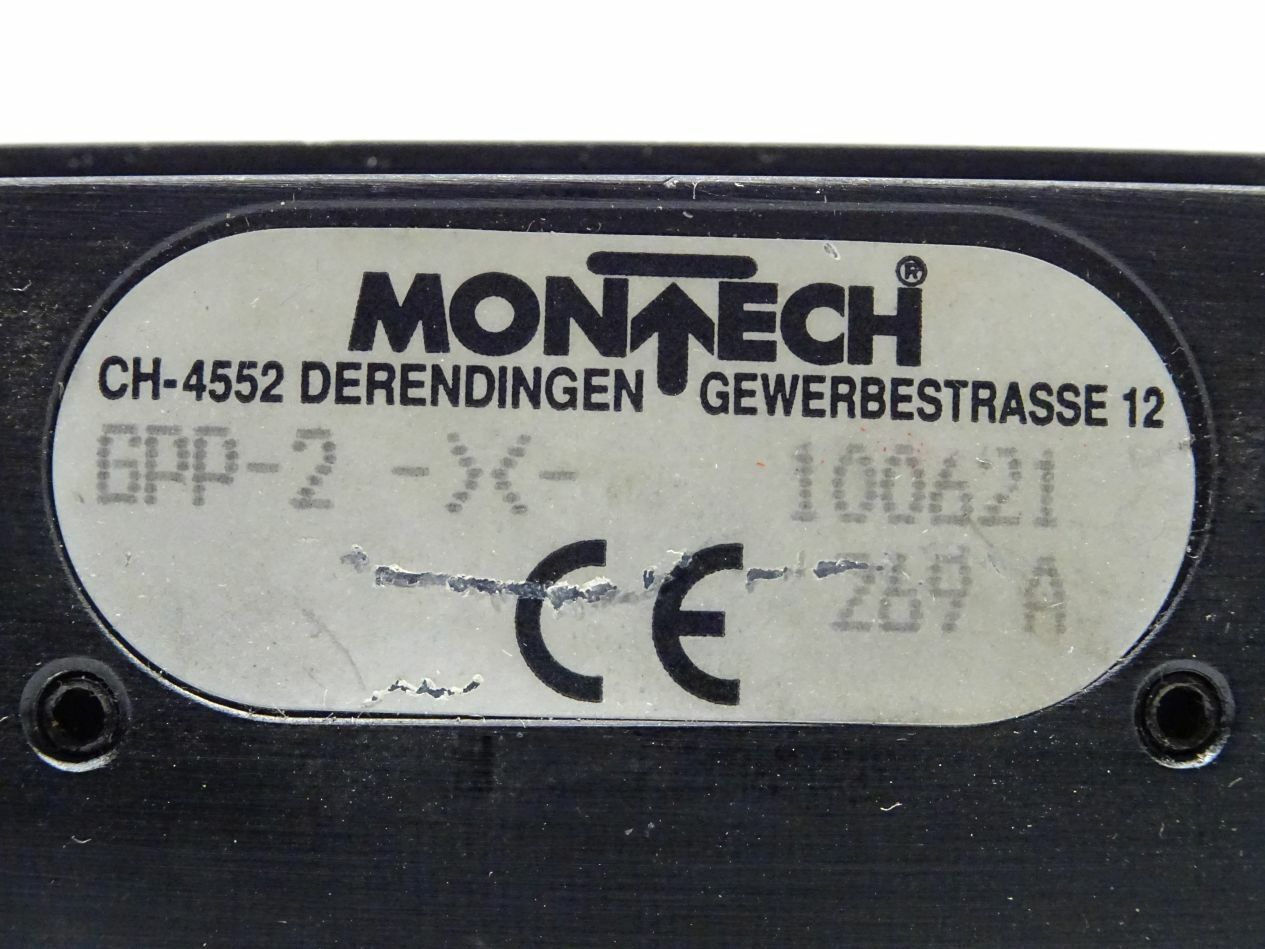 MONTECH®
CH-4552 DERENDINGEN GEWERBESTRASSE 12
GPP-2 -X- 100621
CE 269 A